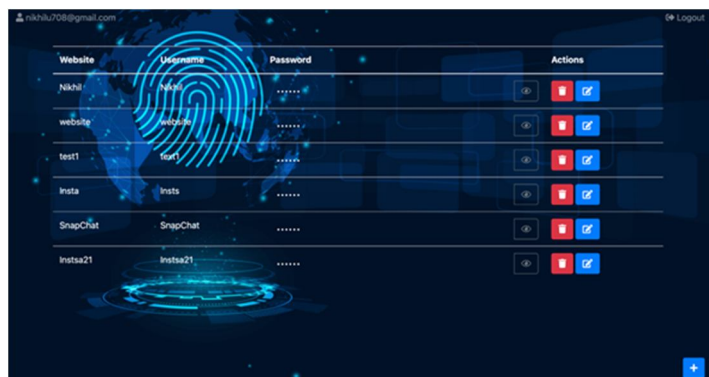 nikhilu708@gmail.com Logout
Website Username Password Actions
Nikhil Nikhil ••••••
website website ••••••
test1 text1 ••••••
Insta Insts ••••••
SnapChat SnapChat ••••••
Instsa21 Instsa21 ••••••